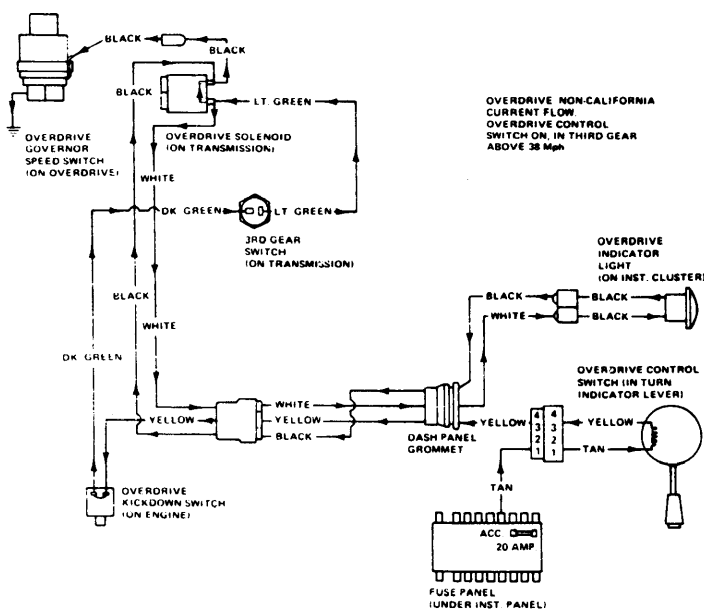 BLACK
BLACK
OVERDRIVE
GOVERNOR
SPEED SWITCH
(ON OVERDRIVE)
BLACK
LT. GREEN
OVERDRIVE SOLENOID
(ON TRANSMISSION)
OVERDRIVE NON-CALIFORNIA
CURRENT FLOW.
OVERDRIVE CONTROL
SWITCH ON, IN THIRD GEAR
ABOVE 38 Mph
WHITE
DK GREEN
LT GREEN
3RD GEAR
SWITCH
(ON TRANSMISSION)
OVERDRIVE
INDICATOR
LIGHT
(ON INST. CLUSTER)
BLACK
BLACK
BLACK
WHITE
WHITE
BLACK
DK GREEN
OVERDRIVE CONTROL
SWITCH (IN TURN
INDICATOR LEVER)
WHITE
YELLOW
YELLOW
BLACK
DASH PANEL
GROMMET
YELLOW
4 4
3 3
2 2
1 1
YELLOW
TAN
TAN
OVERDRIVE
KICKDOWN SWITCH
(ON ENGINE)
ACC
20 AMP
FUSE PANEL
(UNDER INST. PANEL)